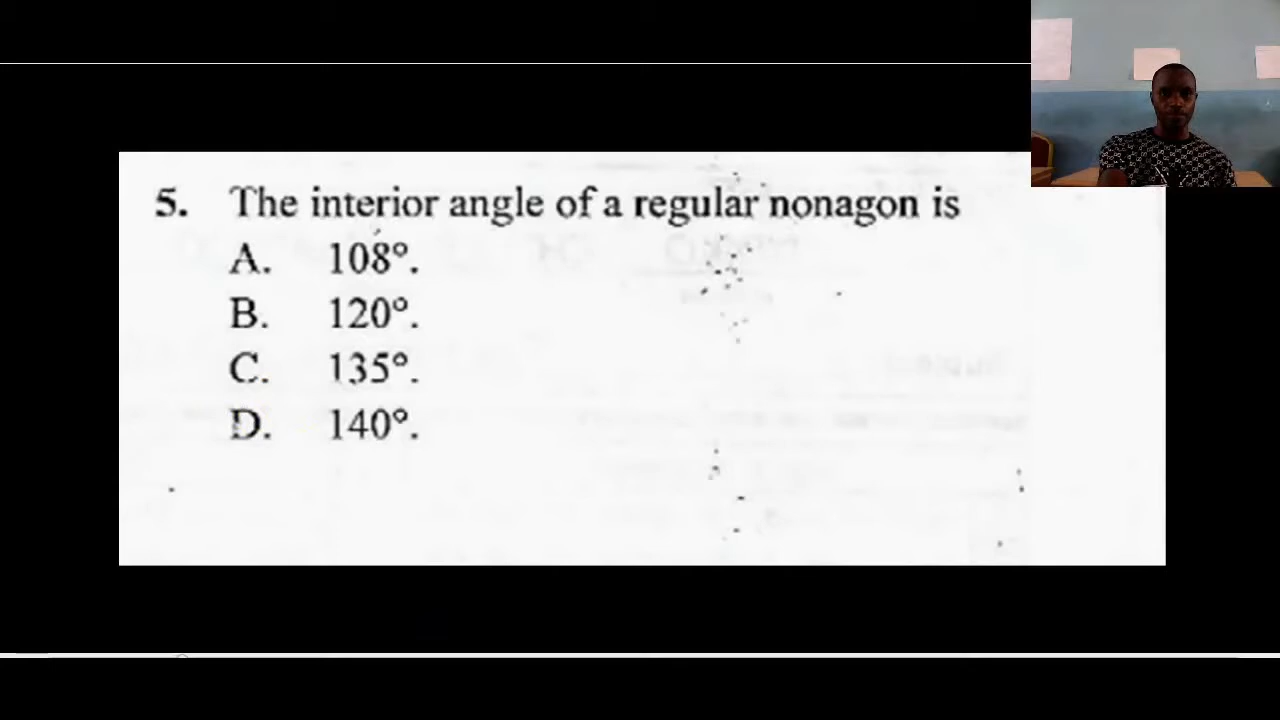 5. The interior angle of a regular nonagon is
A. 108°.
B. 120°.
C. 135°.
D. 140°.